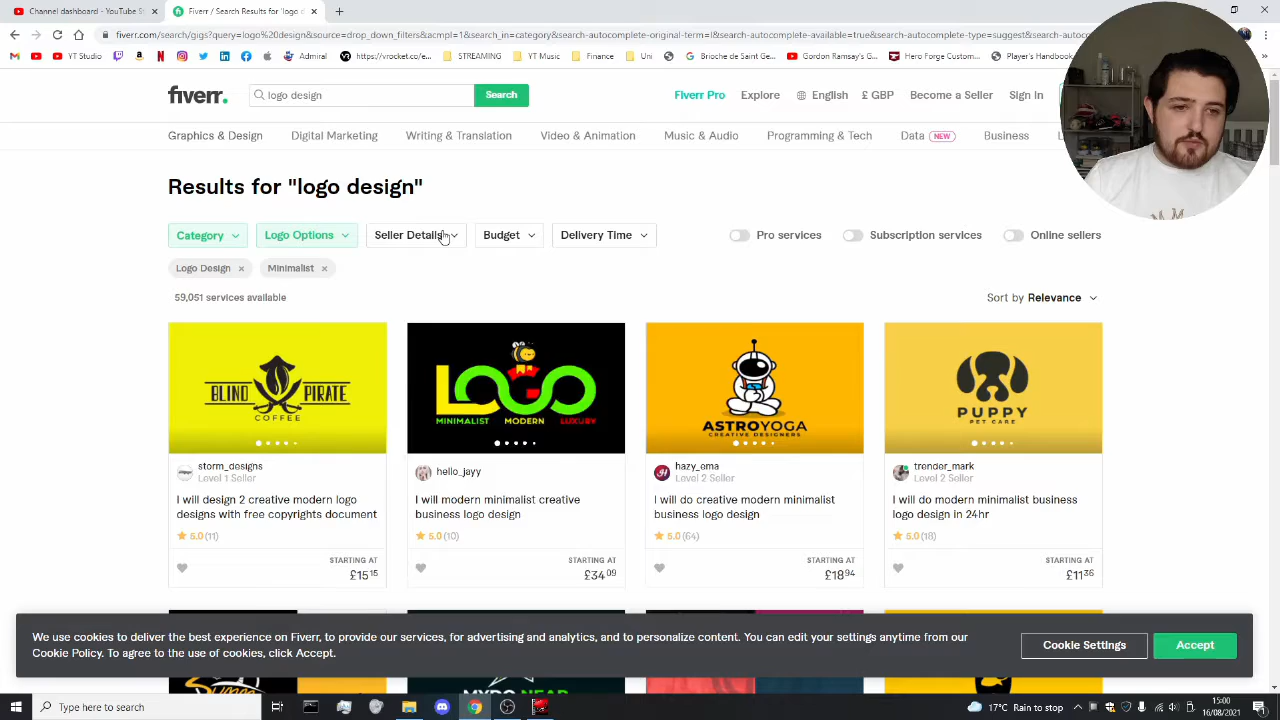 Channel dashboard - YouTube S
Fiverr / Search Results for 'logo d
fiverr.com/search/gigs?query=logo%20design&source=drop_down_filters&acmpl=1&search_in=category&search-autocomplete-original-term=l&search-autocomplete-available=true&search-autocomplete-type=suggest&search-autocom
YT Studio
Admiral
https://vrocket.co/e...
STREAMING
YT Music
Finance
Uni
Brioche de Saint Ge...
Gordon Ramsay's G...
Hero Forge Custom...
Player's Handbook |...
fiverr.
logo design
Search
Fiverr Pro
Explore
English
£ GBP
Become a Seller
Sign In
Graphics & Design
Digital Marketing
Writing & Translation
Video & Animation
Music & Audio
Programming & Tech
Data NEW
Business
Results for "logo design"
Category
Logo Options
Seller Details
Budget
Delivery Time
Pro services
Subscription services
Online sellers
Logo Design ×
Minimalist ×
59,051 services available
Sort by Relevance
BLIND PIRATE
COFFEE
LOGO
MINIMALIST MODERN LUXURY
ASTROYOGA
CREATIVE DESIGNERS
PUPPY
PET CARE
storm_designs
Level 1 Seller
I will design 2 creative modern logo
designs with free copyrights document
5.0 (11)
STARTING AT
£15 15
hello_jayy
I will modern minimalist creative
business logo design
5.0 (10)
STARTING AT
£34 09
hazy_ema
Level 2 Seller
I will do creative modern minimalist
business logo design
5.0 (64)
STARTING AT
£18 94
trender_mark
Level 2 Seller
I will do modern minimalist business
logo design in 24hr
5.0 (18)
STARTING AT
£11 36
We use cookies to deliver the best experience on Fiverr, to provide our services, for advertising and analytics, and to personalize content. You can edit your settings anytime from our
Cookie Policy. To agree to the use of cookies, click Accept.
Cookie Settings
Accept
Type here to search
17°C Rain to stop
15:00
16/08/2021